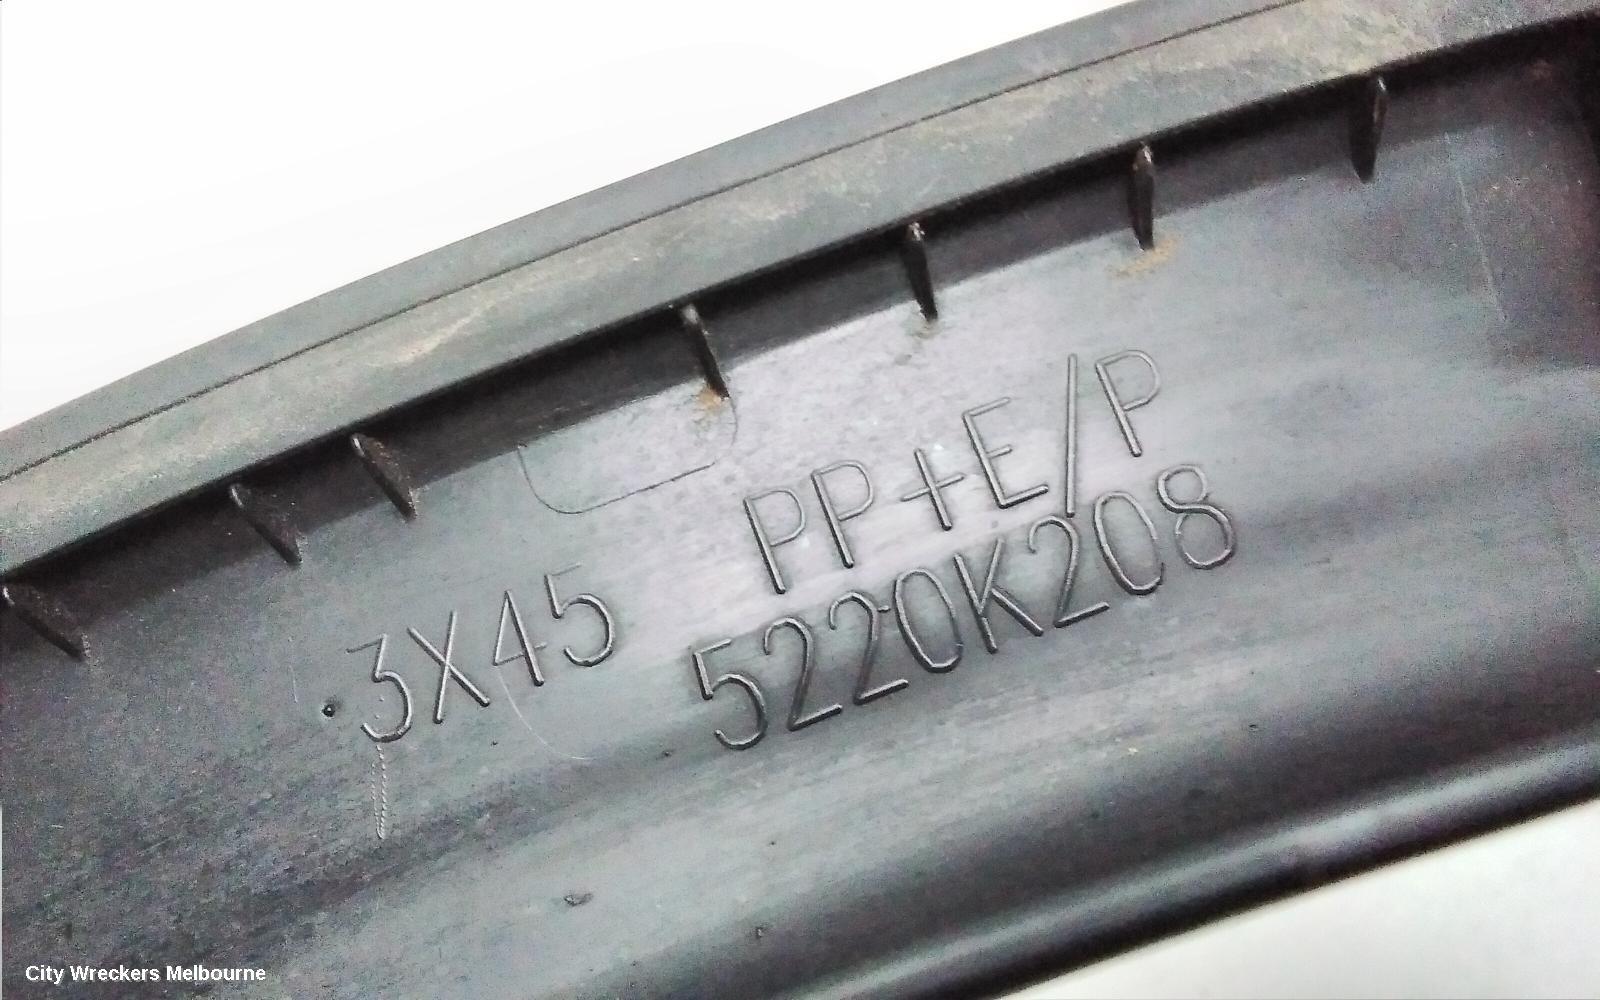 PP+E/P
3X45
5220K208
City Wreckers Melbourne